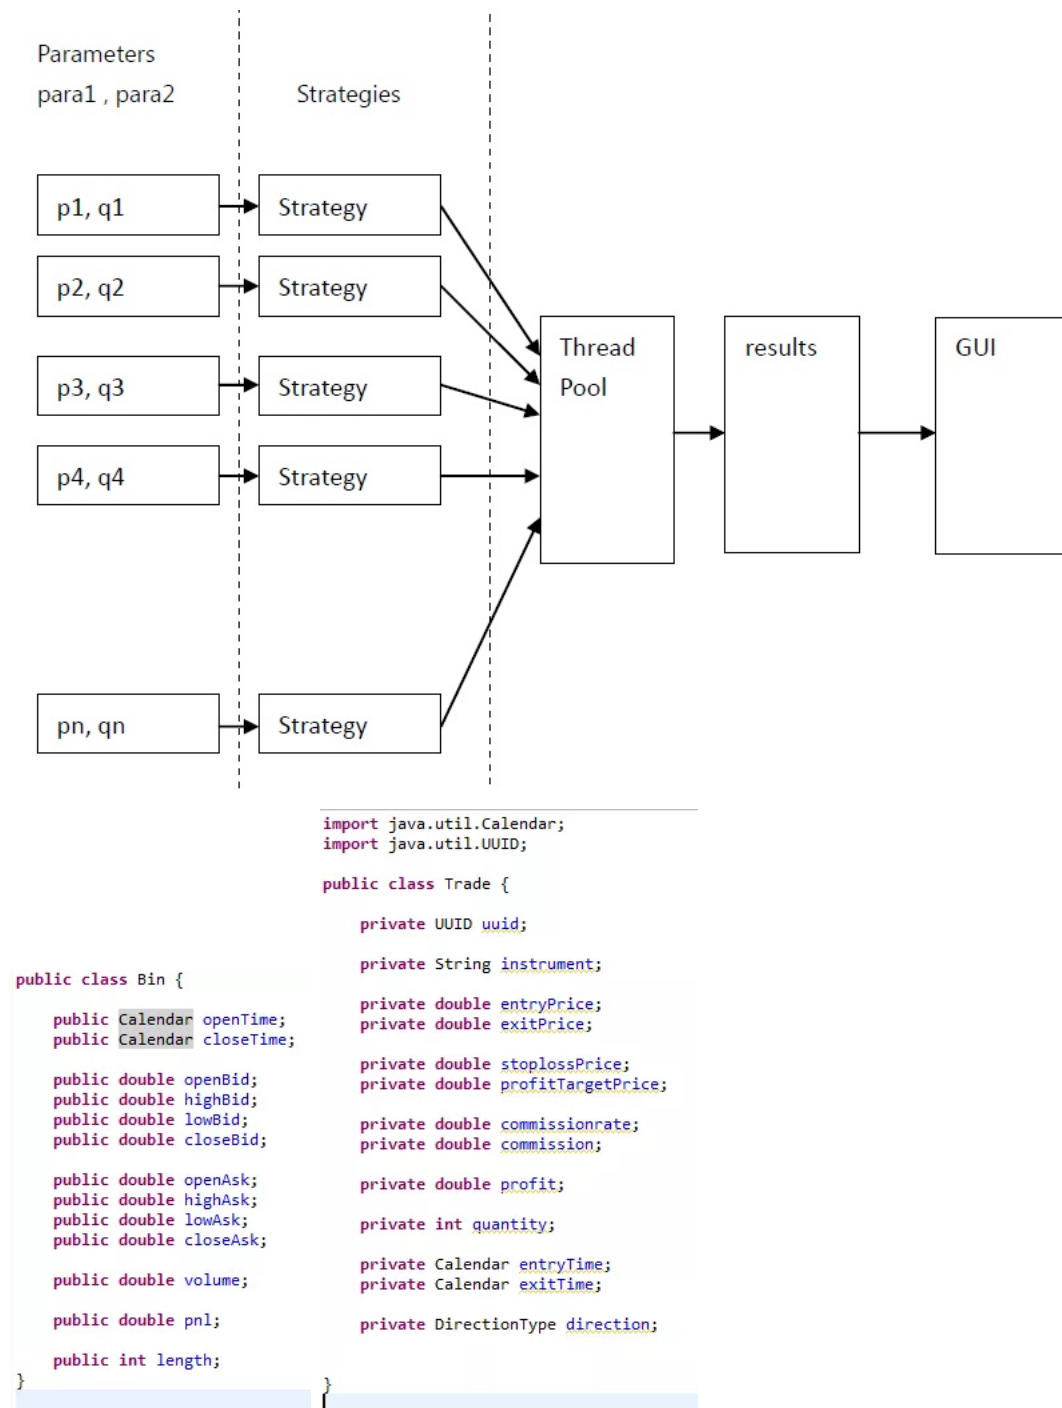 Parameters
para1 , para2
Strategies
p1, q1
Strategy
p2, q2
Strategy
p3, q3
Strategy
p4, q4
Strategy
pn, qn
Strategy
Thread
Pool
results
GUI
public class Bin {
public Calendar openTime;
public Calendar closeTime;
public double openBid;
public double highBid;
public double lowBid;
public double closeBid;
public double openAsk;
public double highAsk;
public double lowAsk;
public double closeAsk;
public double volume;
public double pnl;
public int length;
}
import java.util.Calendar;
import java.util.UUID;
public class Trade {
private UUID uuid;
private String instrument;
private double entryPrice;
private double exitPrice;
private double stoplossPrice;
private double profitTargetPrice;
private double commissionrate;
private double commission;
private double profit;
private int quantity;
private Calendar entryTime;
private Calendar exitTime;
private DirectionType direction;
}